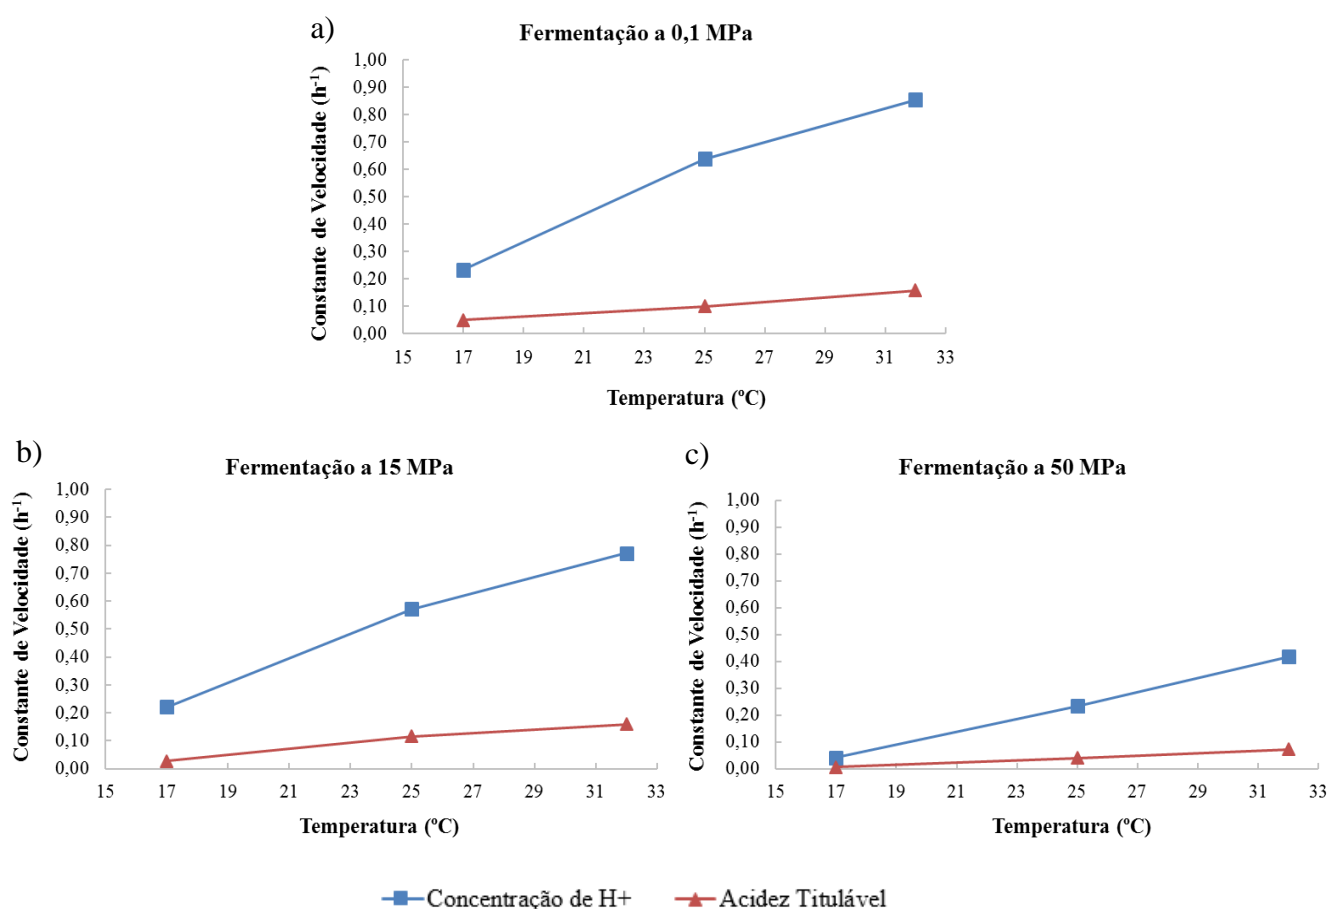 a)
Fermentação a 0,1 MPa
Constante de Velocidade (h⁻¹)
1,00
0,90
0,80
0,70
0,60
0,50
0,40
0,30
0,20
0,10
0,00
15 17 19 21 23 25 27 29 31 33
Temperatura (ºC)
b)
Fermentação a 15 MPa
Constante de Velocidade (h⁻¹)
1,00
0,90
0,80
0,70
0,60
0,50
0,40
0,30
0,20
0,10
0,00
15 17 19 21 23 25 27 29 31 33
Temperatura (ºC)
c)
Fermentação a 50 MPa
Constante de Velocidade (h⁻¹)
1,00
0,90
0,80
0,70
0,60
0,50
0,40
0,30
0,20
0,10
0,00
15 17 19 21 23 25 27 29 31 33
Temperatura (ºC)
Concentração de H+ Acidez Titulável